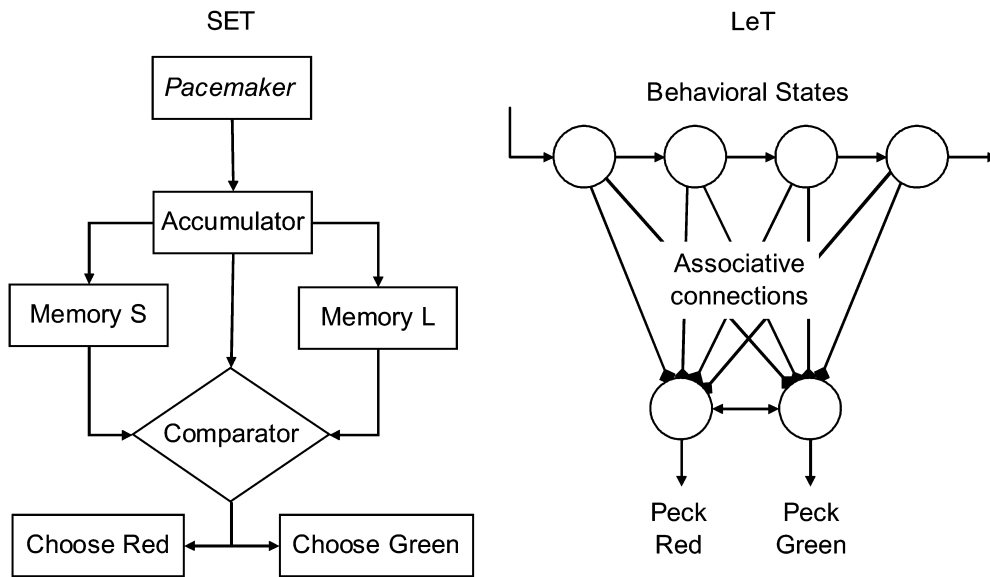 SET
Pacemaker
Accumulator
Memory S
Memory L
Comparator
Choose Red
Choose Green
LeT
Behavioral States
Associative
connections
Peck
Red
Peck
Green